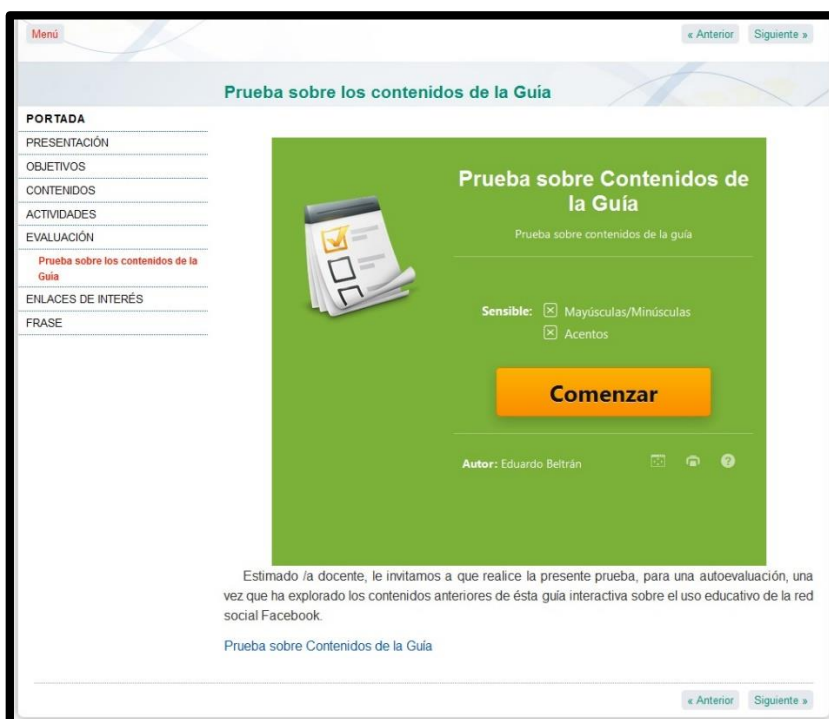 Menú
« Anterior Siguiente »
Prueba sobre los contenidos de la Guía
PORTADA
PRESENTACIÓN
OBJETIVOS
CONTENIDOS
ACTIVIDADES
EVALUACIÓN
Prueba sobre los contenidos de la
Guía
ENLACES DE INTERÉS
FRASE
Prueba sobre Contenidos de
la Guía
Prueba sobre contenidos de la guía
Sensible: Mayúsculas/Minúsculas
Acentos
Comenzar
Autor: Eduardo Beltrán
Estimado /a docente, le invitamos a que realice la presente prueba, para una autoevaluación, una
vez que ha explorado los contenidos anteriores de ésta guía interactiva sobre el uso educativo de la red
social Facebook.
Prueba sobre Contenidos de la Guía
« Anterior Siguiente »